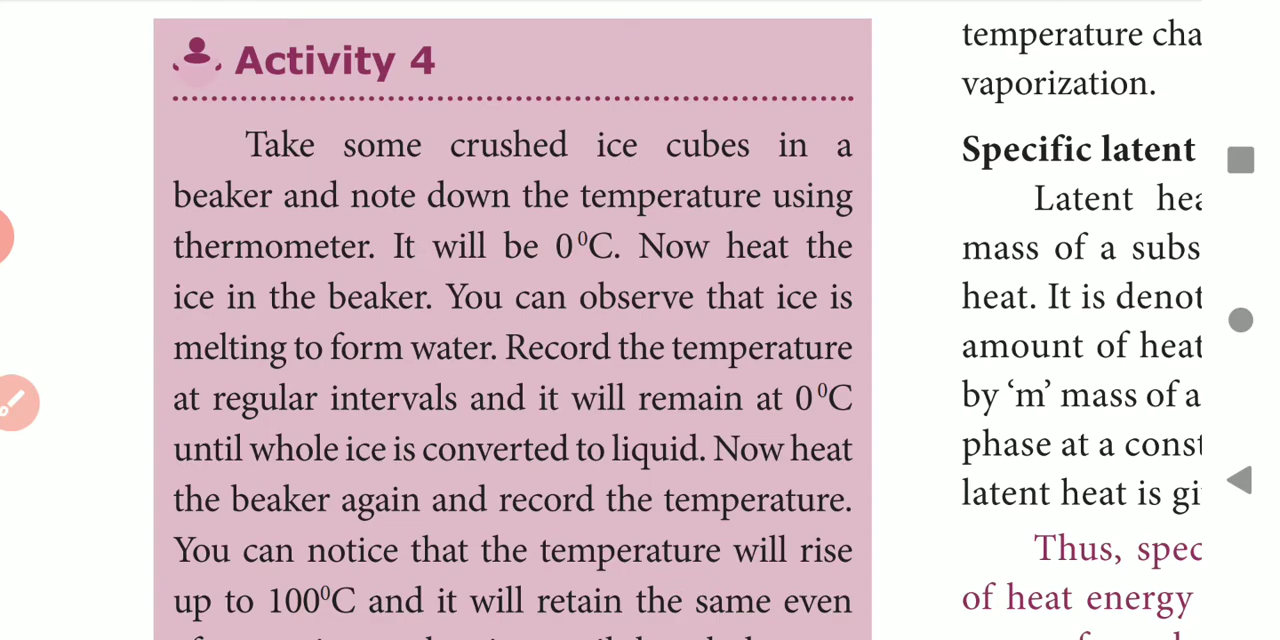 Activity 4
Take some crushed ice cubes in a
beaker and note down the temperature using
thermometer. It will be 0⁰C. Now heat the
ice in the beaker. You can observe that ice is
melting to form water. Record the temperature
at regular intervals and it will remain at 0⁰C
until whole ice is converted to liquid. Now heat
the beaker again and record the temperature.
You can notice that the temperature will rise
up to 100⁰C and it will retain the same even
temperature cha
vaporization.
Specific latent
Latent hea
mass of a subs
heat. It is denot
amount of heat
by ‘m’ mass of a
phase at a const
latent heat is gi
Thus, spec
of heat energy